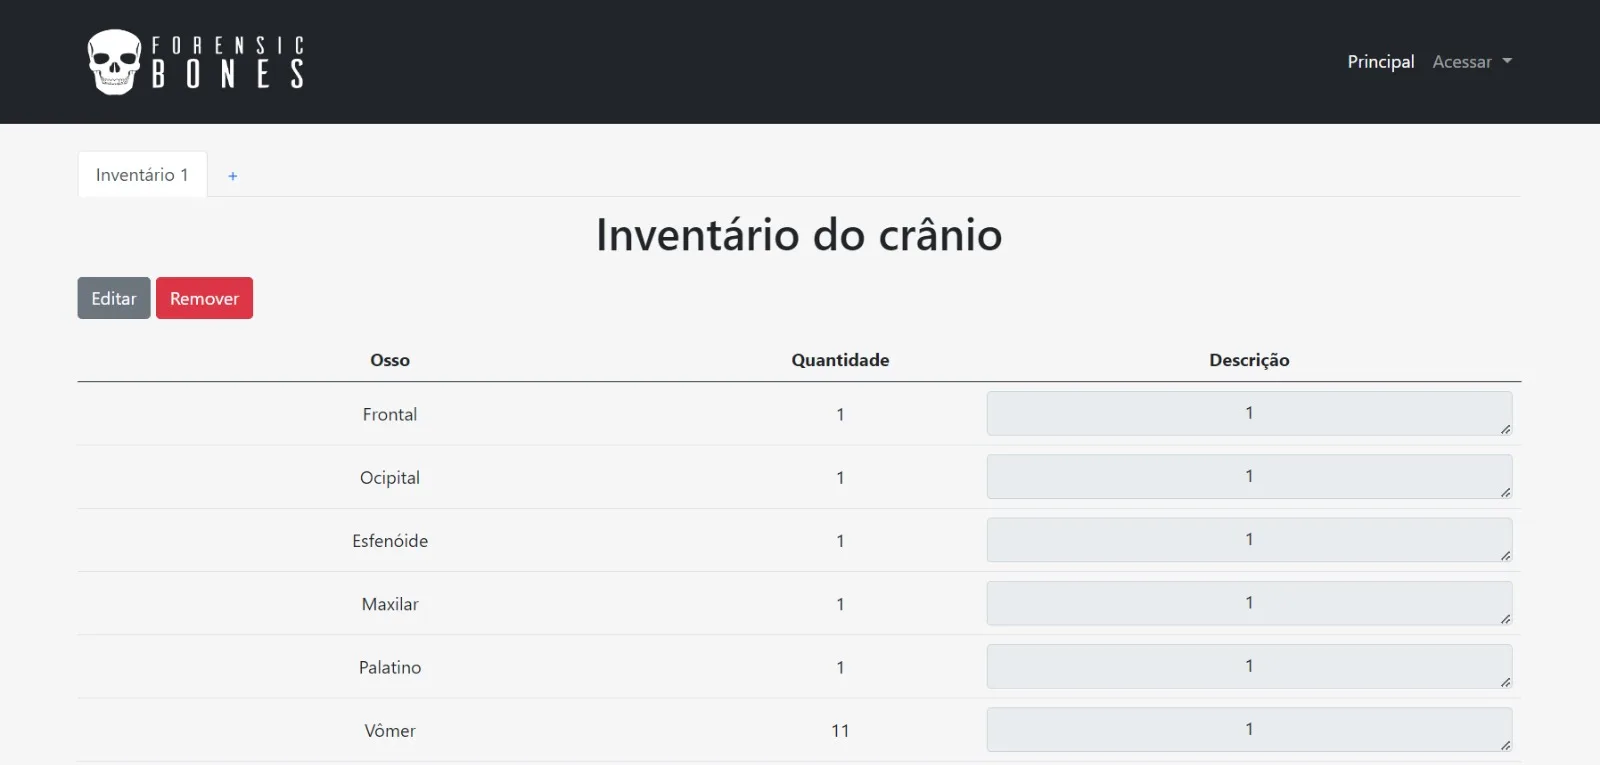 FORENSIC
BONES
Principal Acessar
Inventário 1 +
Inventário do crânio
Editar Remover
Osso Quantidade Descrição
Frontal 1 1
Ocipital 1 1
Esfenóide 1 1
Maxilar 1 1
Palatino 1 1
Vômer 11 1